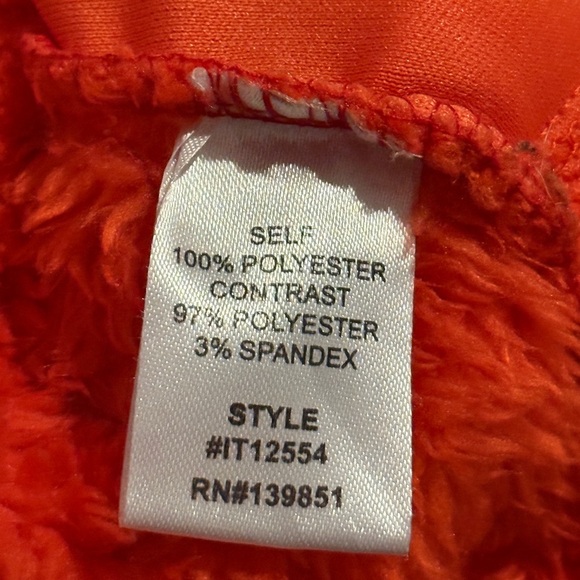 SELF
100% POLYESTER
CONTRAST
97% POLYESTER
3% SPANDEX
STYLE
#IT12554
RN#139851